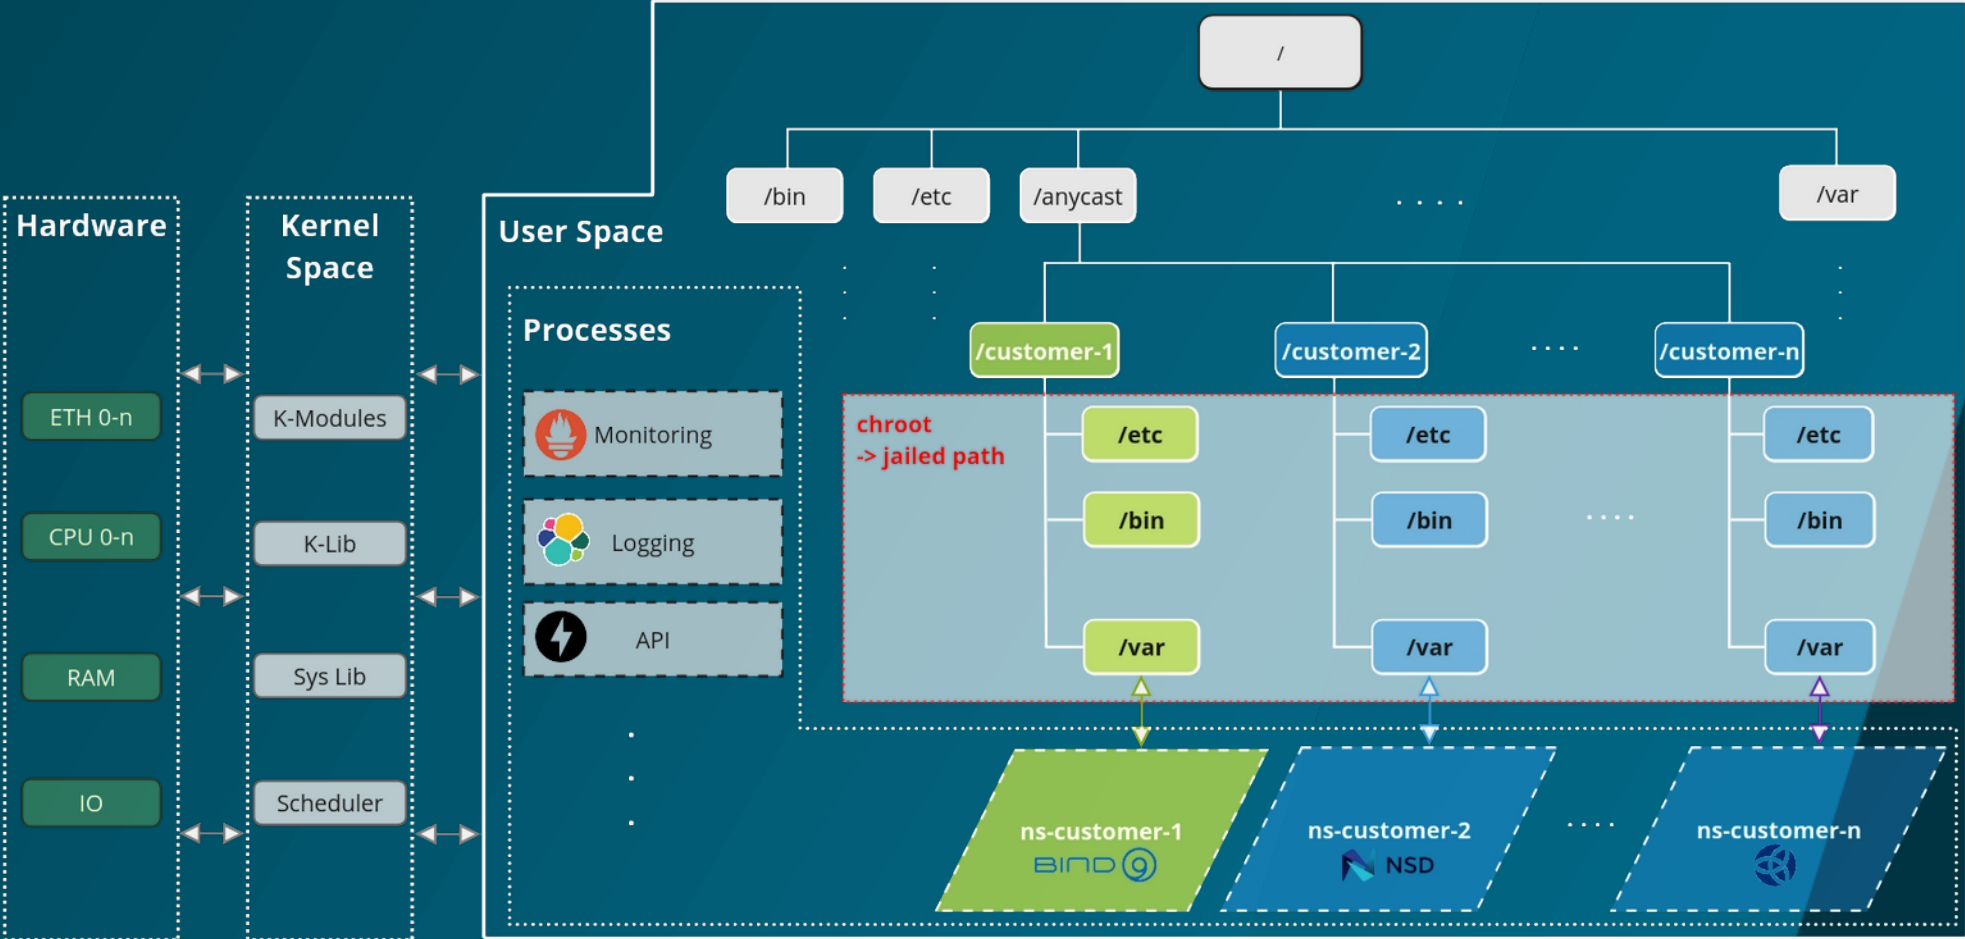 /
/bin
/etc
/anycast
. . . .
/var
Hardware
Kernel
Space
User Space
Processes
/customer-1
/customer-2
. . . .
/customer-n
chroot
-> jailed path
ETH 0-n
K-Modules
Monitoring
/etc
/etc
/etc
CPU 0-n
K-Lib
Logging
/bin
/bin
. . . .
/bin
RAM
Sys Lib
API
/var
/var
/var
IO
Scheduler
ns-customer-1
BIND 9
ns-customer-2
NSD
. . . .
ns-customer-n